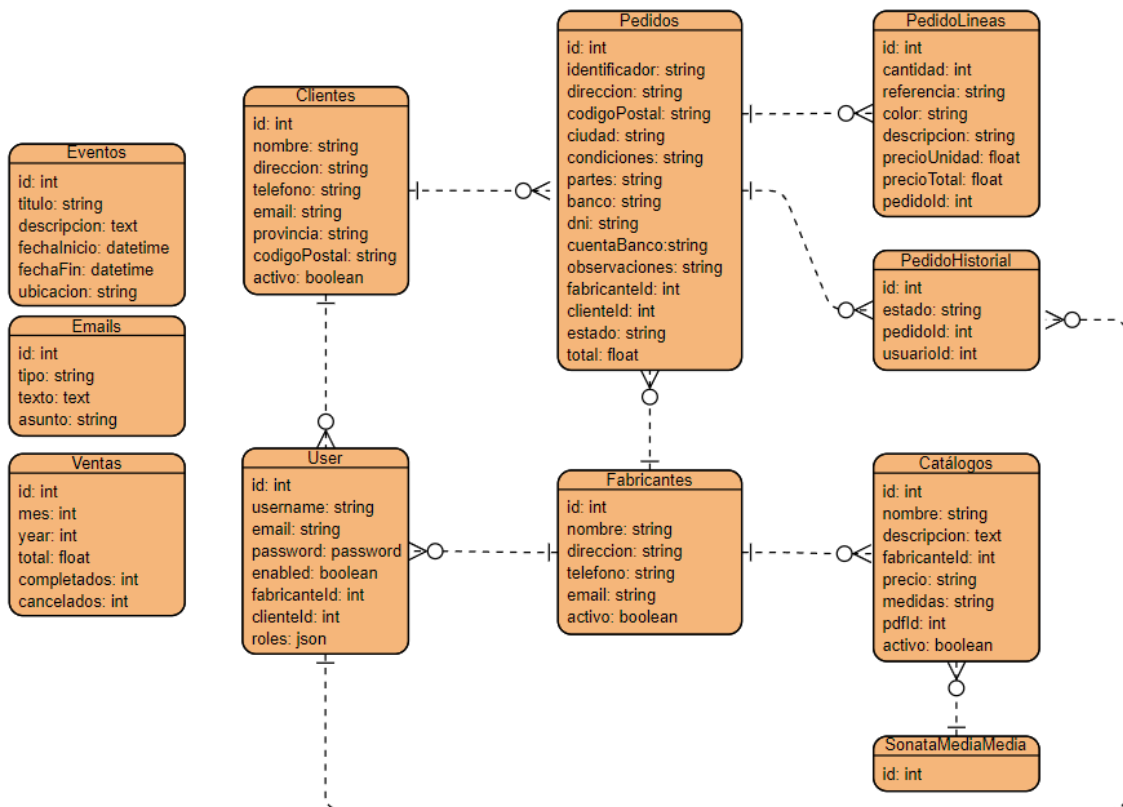 Pedidos
id: int
identificador: string
direccion: string
codigoPostal: string
ciudad: string
condiciones: string
partes: string
banco: string
dni: string
cuentaBanco:string
observaciones: string
fabricanteId: int
clienteId: int
estado: string
total: float
PedidoLineas
id: int
cantidad: int
referencia: string
color: string
descripcion: string
precioUnidad: float
precioTotal: float
pedidoId: int
Clientes
id: int
nombre: string
direccion: string
telefono: string
email: string
provincia: string
codigoPostal: string
activo: boolean
Eventos
id: int
titulo: string
descripcion: text
fechaInicio: datetime
fechaFin: datetime
ubicacion: string
PedidoHistorial
id: int
estado: string
pedidoId: int
usuarioId: int
Emails
id: int
tipo: string
texto: text
asunto: string
Ventas
id: int
mes: int
year: int
total: float
completados: int
cancelados: int
User
id: int
username: string
email: string
password: password
enabled: boolean
fabricanteId: int
clienteId: int
roles: json
Fabricantes
id: int
nombre: string
direccion: string
telefono: string
email: string
activo: boolean
Catálogos
id: int
nombre: string
descripcion: text
fabricanteId: int
precio: string
medidas: string
pdfId: int
activo: boolean
SonataMediaMedia
id: int